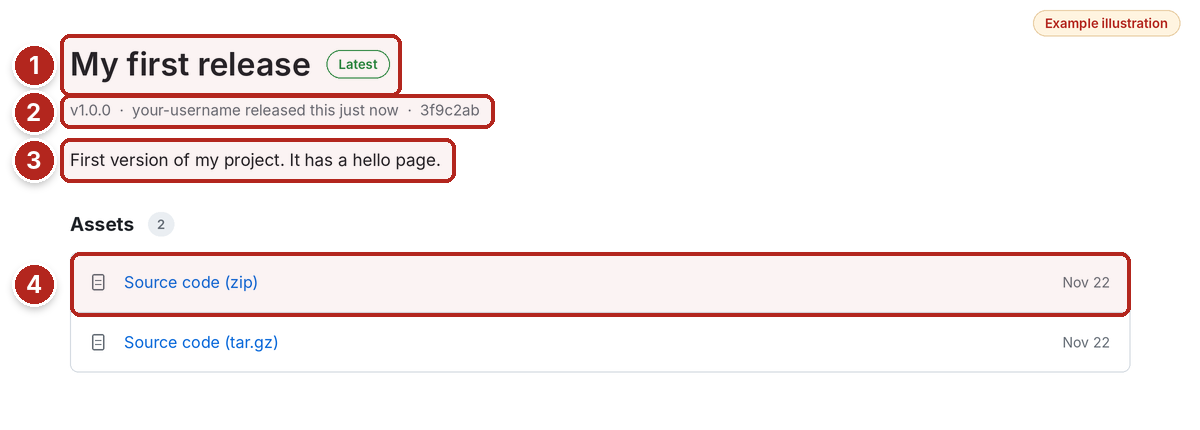 Example illustration
1 My first release Latest
2 v1.0.0 · your-username released this just now · 3f9c2ab
3 First version of my project. It has a hello page.
Assets 2
4 Source code (zip) Nov 22
Source code (tar.gz) Nov 22